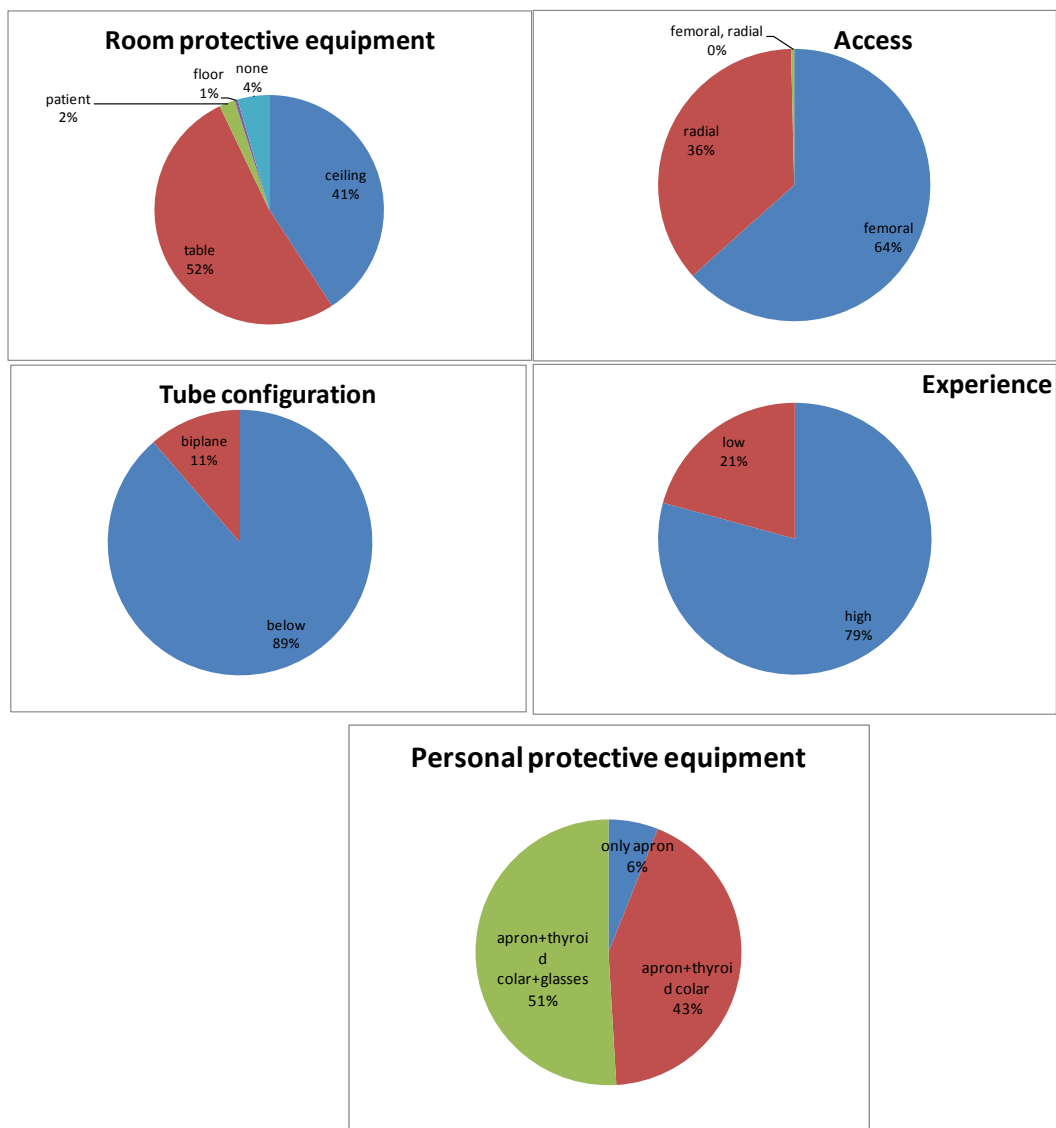 Room protective equipment
floor
1%
none
4%
patient
2%
ceiling
41%
table
52%
Access
femoral, radial
0%
radial
36%
femoral
64%
Tube configuration
biplane
11%
below
89%
Experience
low
21%
high
79%
Personal protective equipment
only apron
6%
apron+thyroi
d
colar+glasses
51%
apron+thyroi
d colar
43%